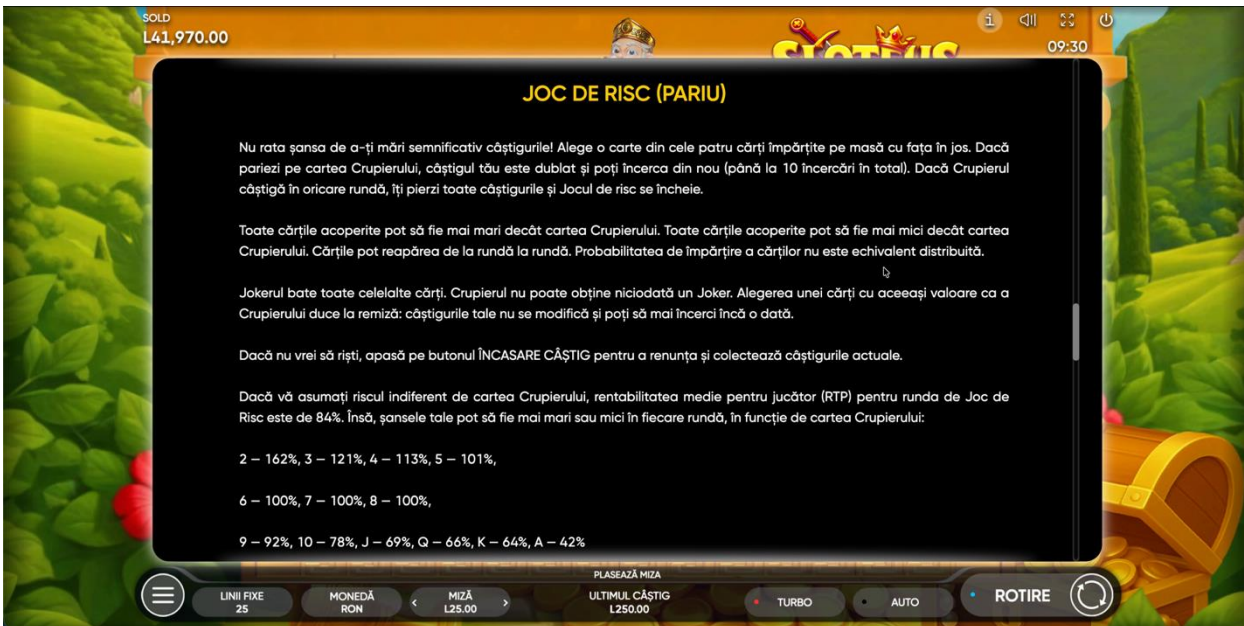 SOLD
L41,970.00
i
09:30
JOC DE RISC (PARIU)
Nu rata șansa de a-ți mări semnificativ câștigurile! Alege o carte din cele patru cărți împărțite pe masă cu fața în jos. Dacă
pariezi pe cartea Crupierului, câștigul tău este dublat și poți încerca din nou (până la 10 încercări în total). Dacă Crupierul
câștigă în oricare rundă, îți pierzi toate câștigurile și Jocul de risc se încheie.
Toate cărțile acoperite pot să fie mai mari decât cartea Crupierului. Toate cărțile acoperite pot să fie mai mici decât cartea
Crupierului. Cărțile pot reapărea de la rundă la rundă. Probabilitatea de împărțire a cărților nu este echivalent distribuită.
Jokerul bate toate celelalte cărți. Crupierul nu poate obține niciodată un Joker. Alegerea unei cărți cu aceeași valoare ca a
Crupierului duce la remiză: câștigurile tale nu se modifică și poți să mai încerci încă o dată.
Dacă nu vrei să riști, apasă pe butonul ÎNCASARE CÂȘTIG pentru a renunța și colectează câștigurile actuale.
Dacă vă asumați riscul indiferent de cartea Crupierului, rentabilitatea medie pentru jucător (RTP) pentru runda de Joc de
Risc este de 84%. Însă, șansele tale pot să fie mai mari sau mici în fiecare rundă, în funcție de cartea Crupierului:
2 – 162%, 3 – 121%, 4 – 113%, 5 – 101%,
6 – 100%, 7 – 100%, 8 – 100%,
9 – 92%, 10 – 78%, J – 69%, Q – 66%, K – 64%, A – 42%
PLASEAZĂ MIZA
LINII FIXE
25
MONEDĂ
RON
MIZĂ
L25.00
ULTIMUL CÂȘTIG
L250.00
TURBO
AUTO
ROTIRE